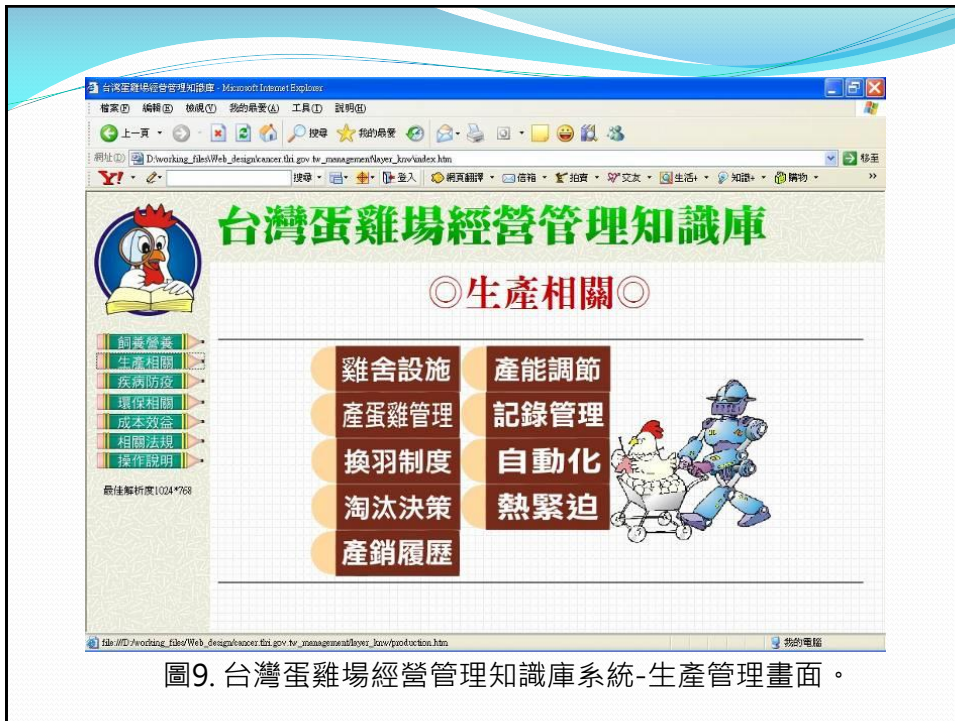 台灣蛋雞場經營管理知識庫 - Microsoft Internet Explorer
檔案(F) 編輯(E) 檢視(V) 我的最愛(A) 工具(T) 說明(H)
上一頁 搜尋 我的最愛
網址(D) D:\working_files\Web_design\cancer.tlri.gov.tw_management\layer_knw\index.htm 移至
Y! 搜尋 登入 網頁翻譯 信箱 拍賣 交友 生活+ 知識+ 購物 »
台灣蛋雞場經營管理知識庫
◎生產相關◎
飼養營養
生產相關
疾病防疫
環保相關
成本效益
相關法規
操作說明
最佳解析度1024*768
雞舍設施 產能調節
產蛋雞管理 記錄管理
換羽制度 自動化
淘汰決策 熱緊迫
產銷履歷
file:///D:/working_files/Web_design/cancer.tlri.gov.tw_management/layer_knw/production.htm 我的電腦
圖9. 台灣蛋雞場經營管理知識庫系統-生產管理畫面。